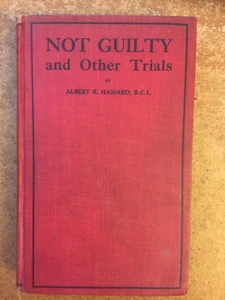 NOT GUILTY
and Other Trials
BY
ALBERT R. HASSARD, B.C.L.